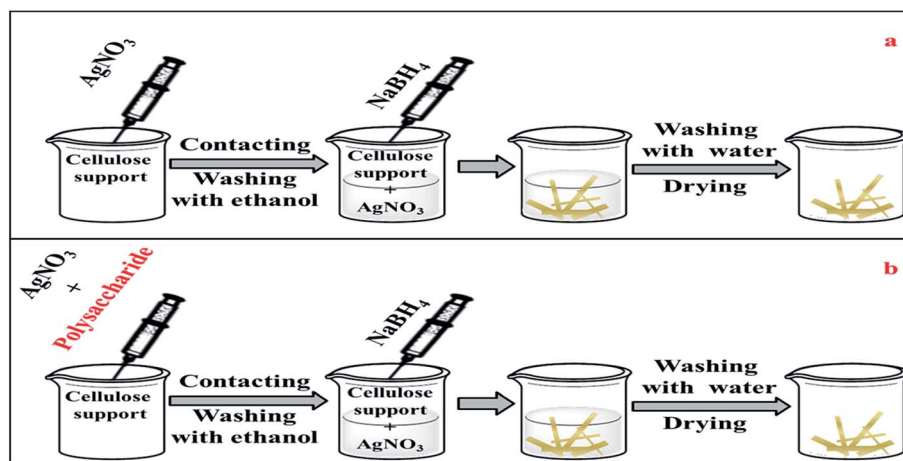 a
AgNO₃
NaBH₄
Cellulose
support
Contacting
Washing
with ethanol
Cellulose
support
+
AgNO₃
Washing
with water
Drying
b
AgNO₃
+
Polysaccharide
NaBH₄
Cellulose
support
Contacting
Washing
with ethanol
Cellulose
support
+
AgNO₃
Washing
with water
Drying